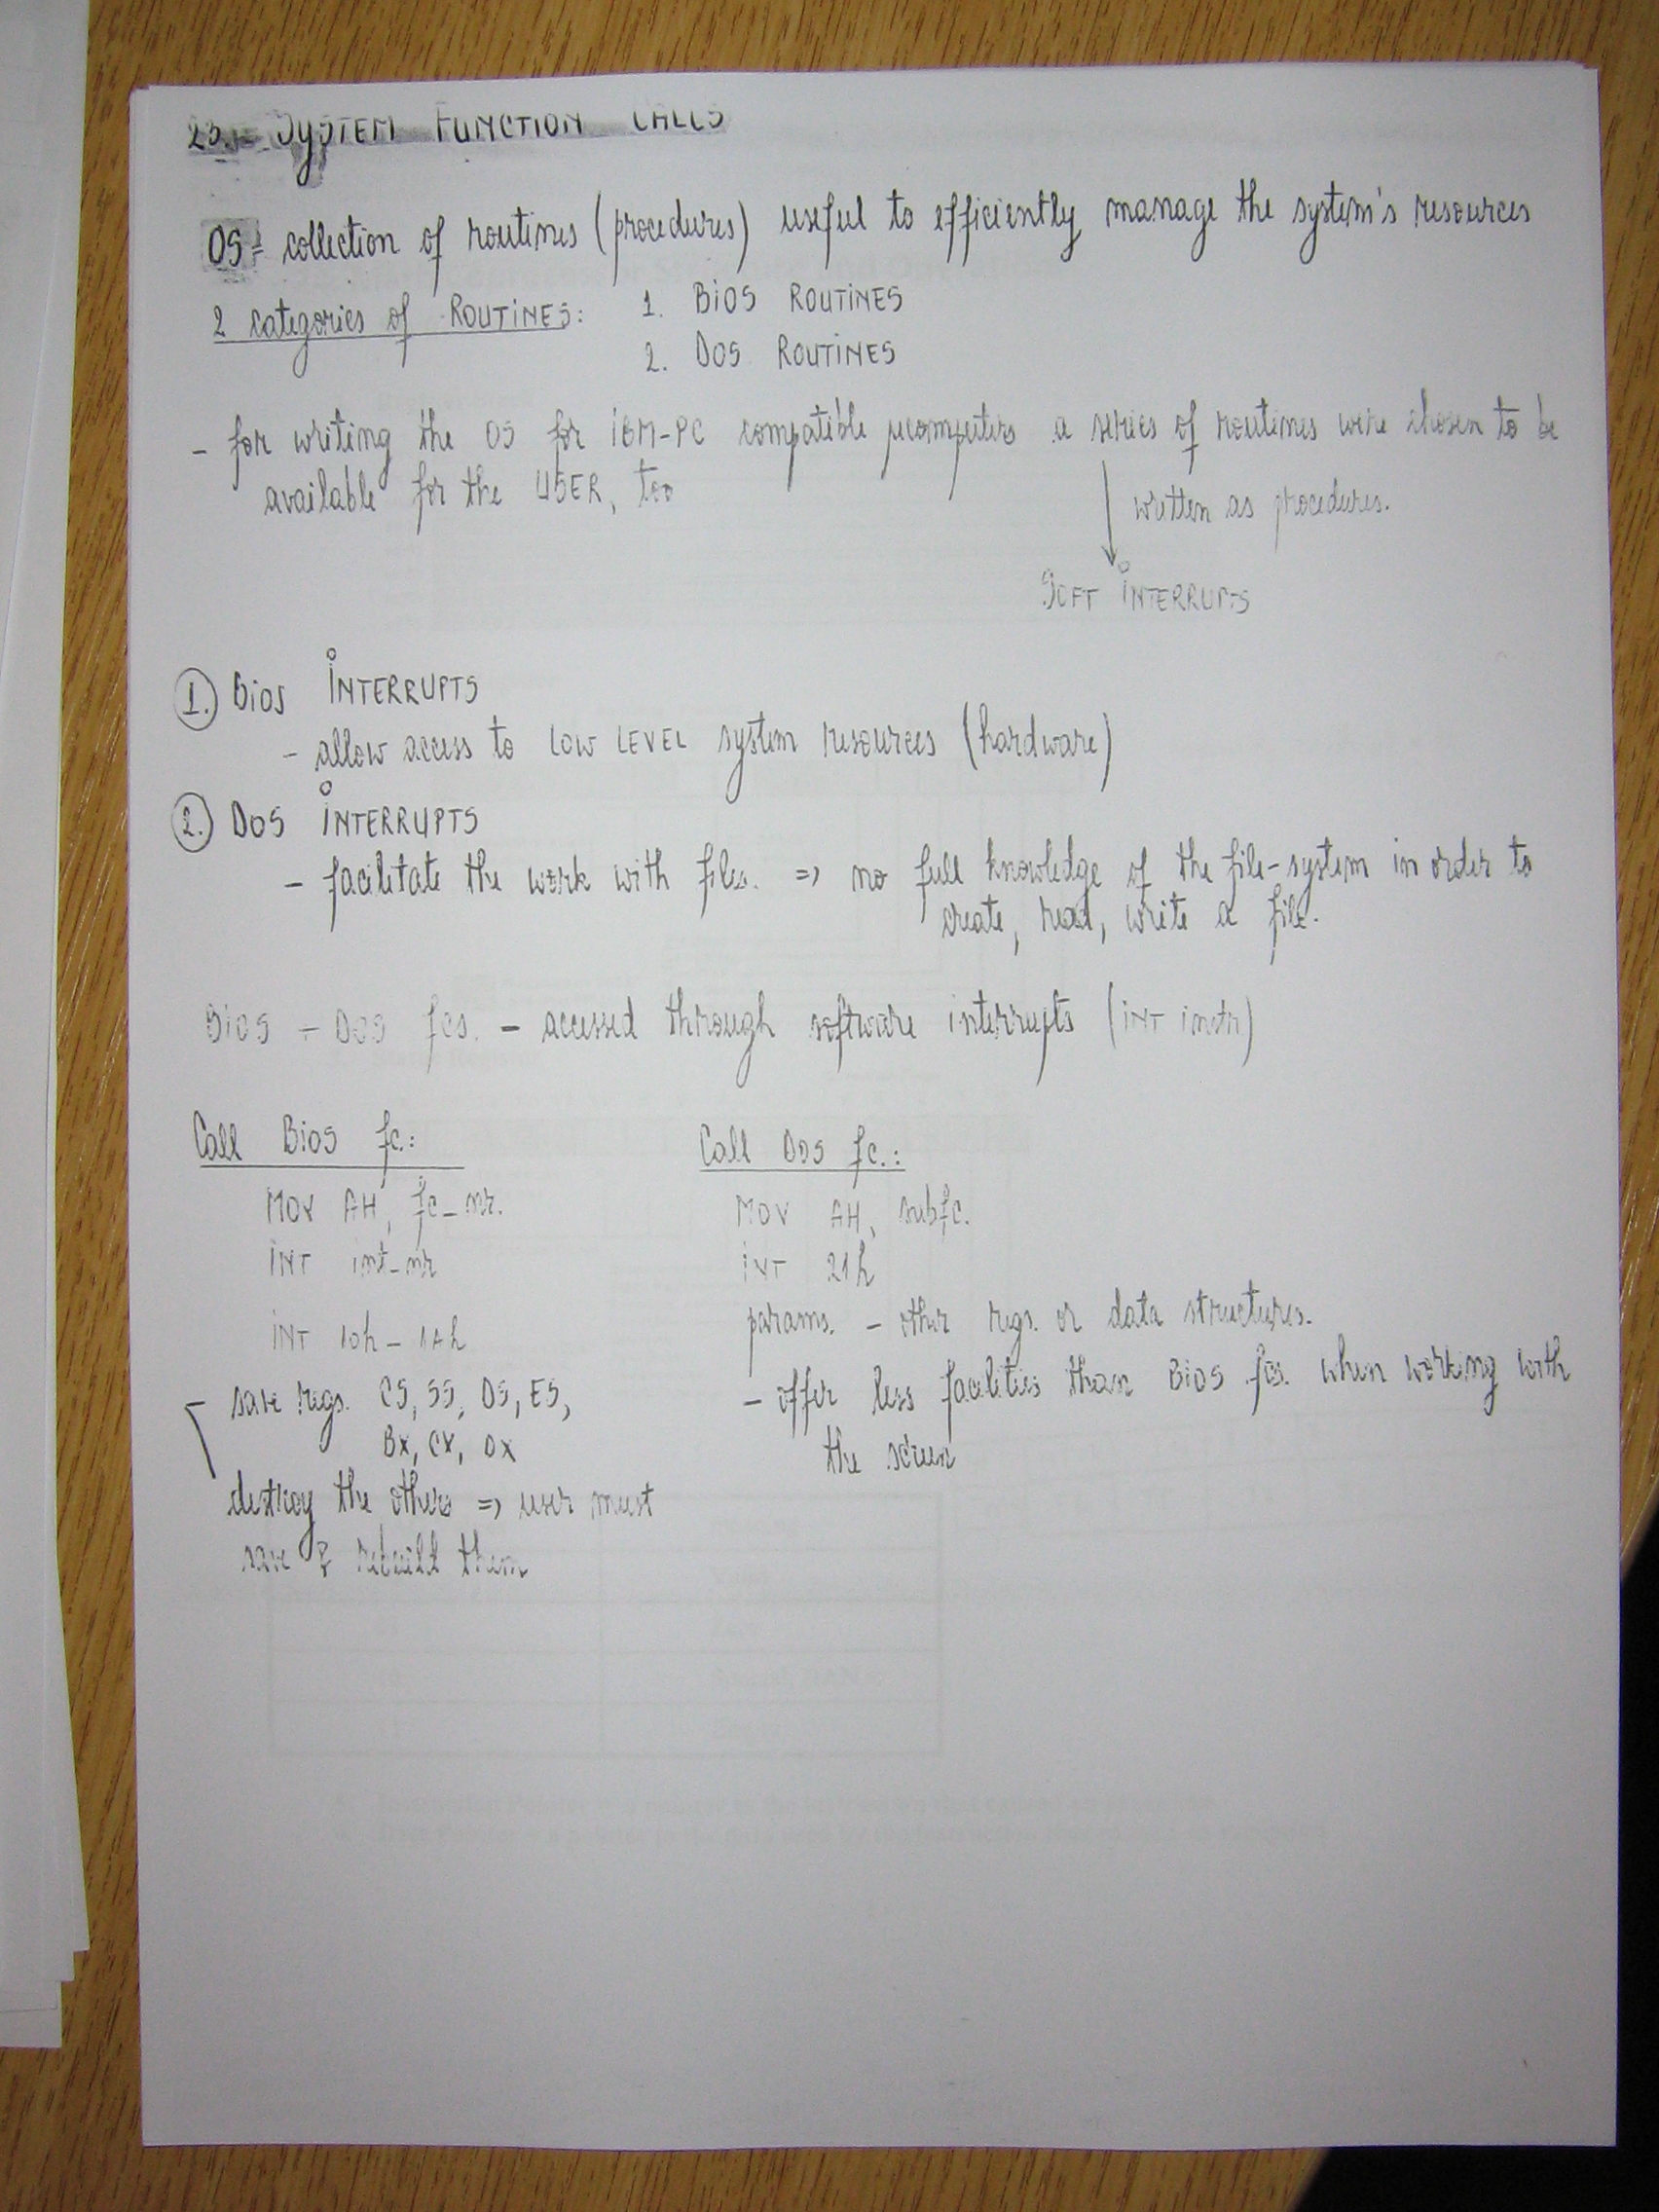 23. SYSTEM FUNCTION CALLS
OS = collection of routines (procedures) useful to efficiently manage the system's resources
2 categories of ROUTINES: 1. BIOS ROUTINES
2. DOS ROUTINES
- for writing the OS for IBM-PC compatible µcomputers a series of routines were chosen to be
available for the USER, too
written as procedures.
SOFT INTERRUPTS
1. BIOS INTERRUPTS
- allow access to LOW LEVEL system resources (hardware)
2. DOS INTERRUPTS
- facilitate the work with files. => no full knowledge of the file-system in order to
create, read, write a file.
BIOS - DOS fcs. - accessed through software interrupts (INT instr)
Call BIOS fc.:
MOV AH, fc_nr.
INT int_nr
INT 10h - 1Ah
- save regs. CS, SS, DS, ES,
BX, CX, DX
destroy the others => user must
save & rebuild them
Call DOS fc.:
MOV AH, subfc.
INT 21h
params. - other regs. or data structures.
- offer less facilities than BIOS fcs. when working with
the screen